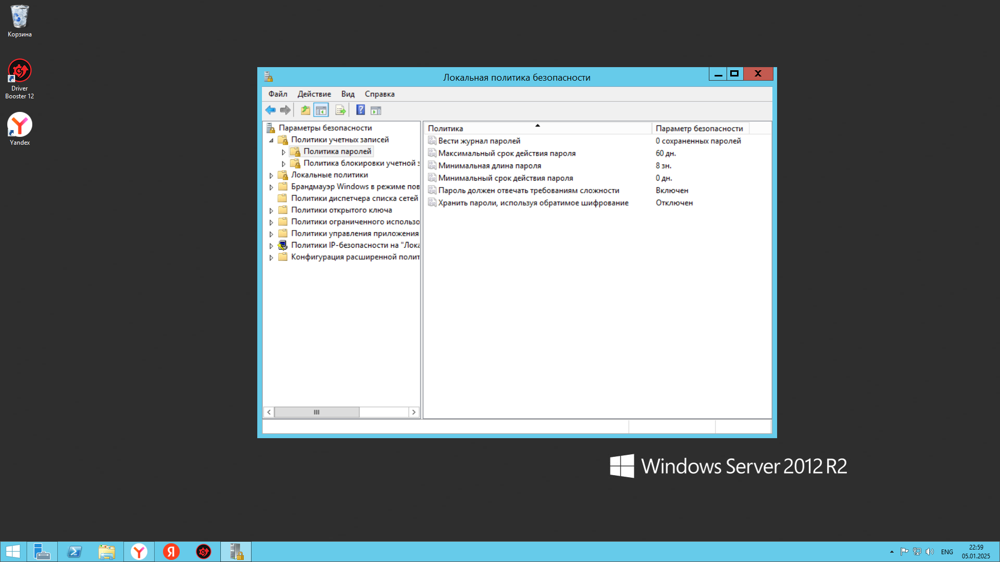 Корзина
Driver
Booster 12
Yandex
Локальная политика безопасности
Файл Действие Вид Справка
Параметры безопасности
Политики учетных записей
Политика паролей
Политика блокировки учетной з
Локальные политики
Брандмауэр Windows в режиме пов
Политики диспетчера списка сетей
Политики открытого ключа
Политики ограниченного использо
Политики управления приложения
Политики IP-безопасности на "Лока
Конфигурация расширенной полит
Политика Параметр безопасности
Вести журнал паролей 0 сохраненных паролей
Максимальный срок действия пароля 60 дн.
Минимальная длина пароля 8 зн.
Минимальный срок действия пароля 0 дн.
Пароль должен отвечать требованиям сложности Включен
Хранить пароли, используя обратимое шифрование Отключен
Windows Server 2012 R2
Я
ENG
22:59
05.01.2025